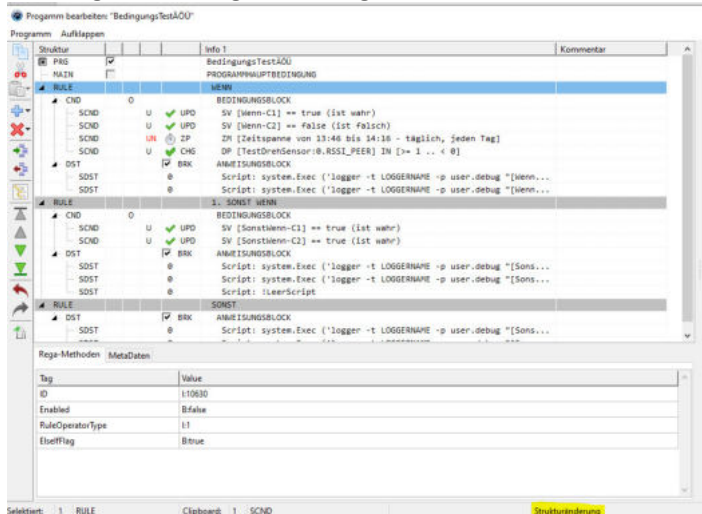 Progamm bearbeiten: "BedingungsTestÄÖÜ"
Programm Aufklappen
Struktur Info 1 Kommentar
PRG BedingungsTestÄÖÜ
MAIN PROGRAMMHAUPTBEDINGUNG
RULE WENN
CND O BEDINGUNGSBLOCK
SCND U UPD SV [Wenn-C1] == true (ist wahr)
SCND U UPD SV [Wenn-C2] == false (ist falsch)
SCND UN ZP ZM [Zeitspanne von 13:46 bis 14:16 - täglich, jeden Tag]
SCND U CHG DP [TestDrehSensor:0.RSSI_PEER] IN [>= 1 .. < 0]
DST BRK ANWEISUNGSBLOCK
SDST 0 Script: system.Exec ('logger -t LOGGERNAME -p user.debug "[Wenn...
SDST 0 Script: system.Exec ('logger -t LOGGERNAME -p user.debug "[Wenn...
RULE 1. SONST WENN
CND O BEDINGUNGSBLOCK
SCND U UPD SV [SonstWenn-C1] == true (ist wahr)
SCND U UPD SV [SonstWenn-C2] == true (ist wahr)
DST BRK ANWEISUNGSBLOCK
SDST 0 Script: system.Exec ('logger -t LOGGERNAME -p user.debug "[Sons...
SDST 0 Script: system.Exec ('logger -t LOGGERNAME -p user.debug "[Sons...
SDST 0 Script: !LeerScript
RULE SONST
DST BRK ANWEISUNGSBLOCK
SDST 0 Script: system.Exec ('logger -t LOGGERNAME -p user.debug "[Sons...
Rega-Methoden MetaDaten
Tag Value
ID I:10630
Enabled B:false
RuleOperatorType I:1
ElseIfFlag B:true
Selektiert: 1 RULE Clipboard: 1 SCND Strukturänderung